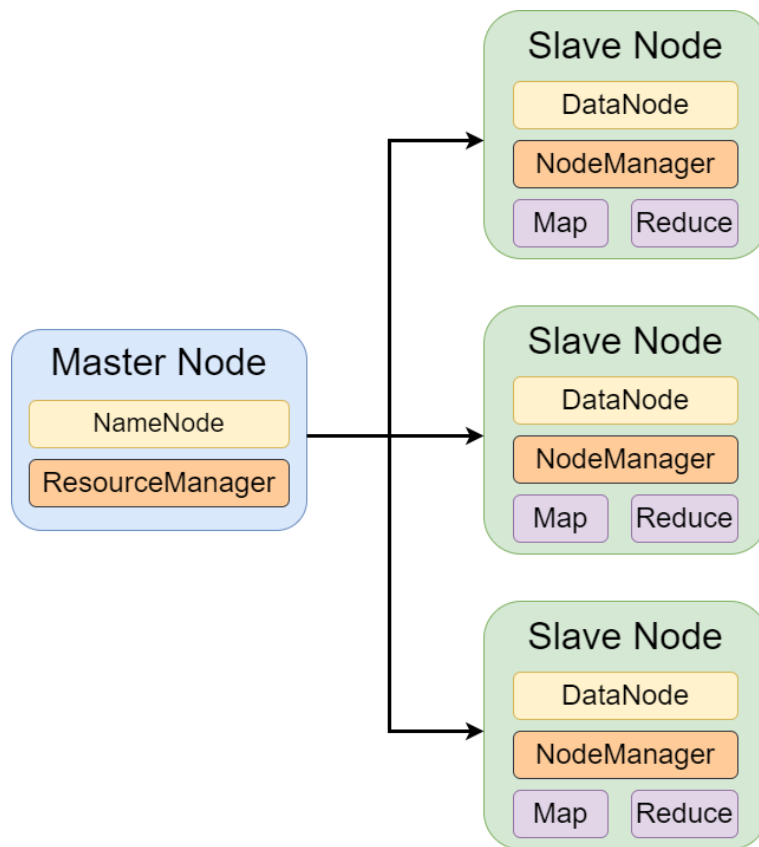 Slave Node
DataNode
NodeManager
Map Reduce
Master Node
NameNode
ResourceManager
Slave Node
DataNode
NodeManager
Map Reduce
Slave Node
DataNode
NodeManager
Map Reduce